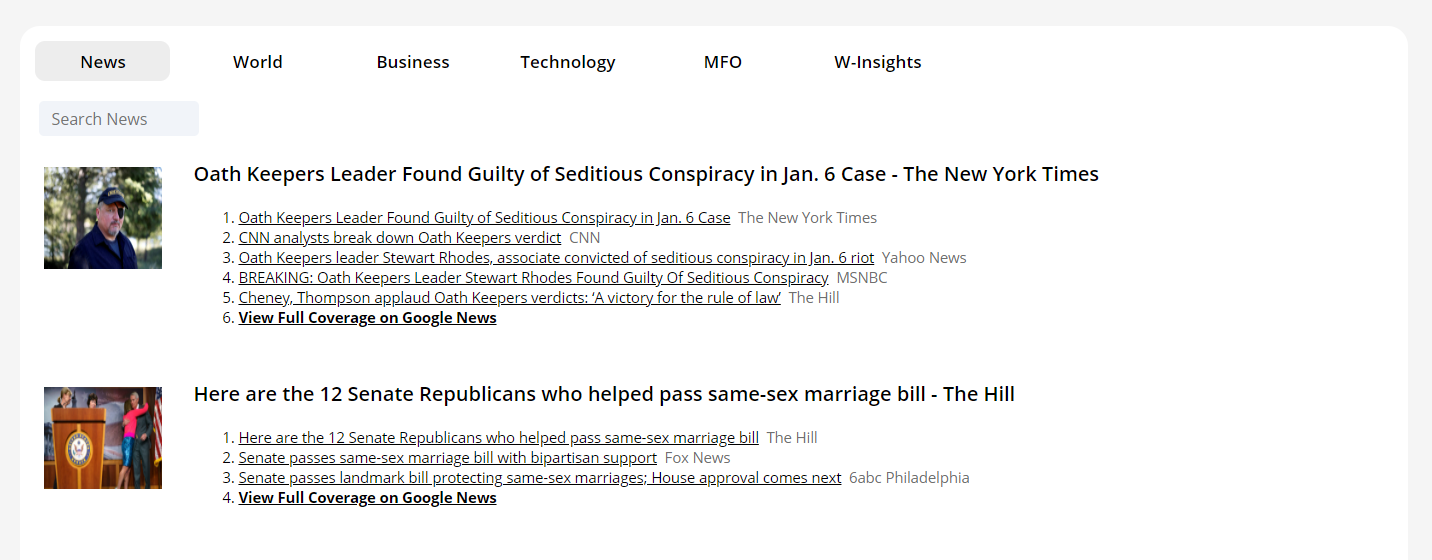 News World Business Technology MFO W-Insights
Search News
Oath Keepers Leader Found Guilty of Seditious Conspiracy in Jan. 6 Case - The New York Times
1. Oath Keepers Leader Found Guilty of Seditious Conspiracy in Jan. 6 Case The New York Times
2. CNN analysts break down Oath Keepers verdict CNN
3. Oath Keepers leader Stewart Rhodes, associate convicted of seditious conspiracy in Jan. 6 riot Yahoo News
4. BREAKING: Oath Keepers Leader Stewart Rhodes Found Guilty Of Seditious Conspiracy MSNBC
5. Cheney, Thompson applaud Oath Keepers verdicts: ‘A victory for the rule of law’ The Hill
6. View Full Coverage on Google News
Here are the 12 Senate Republicans who helped pass same-sex marriage bill - The Hill
1. Here are the 12 Senate Republicans who helped pass same-sex marriage bill The Hill
2. Senate passes same-sex marriage bill with bipartisan support Fox News
3. Senate passes landmark bill protecting same-sex marriages; House approval comes next 6abc Philadelphia
4. View Full Coverage on Google News